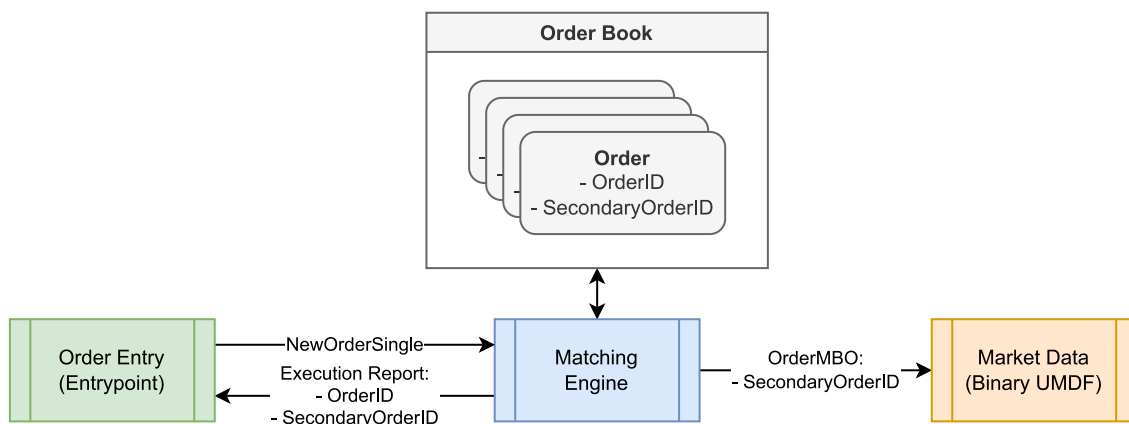 Order Book
Order
- OrderID
- SecondaryOrderID
Order Entry
(Entrypoint)
NewOrderSingle
Execution Report:
- OrderID
- SecondaryOrderID
Matching
Engine
OrderMBO:
- SecondaryOrderID
Market Data
(Binary UMDF)